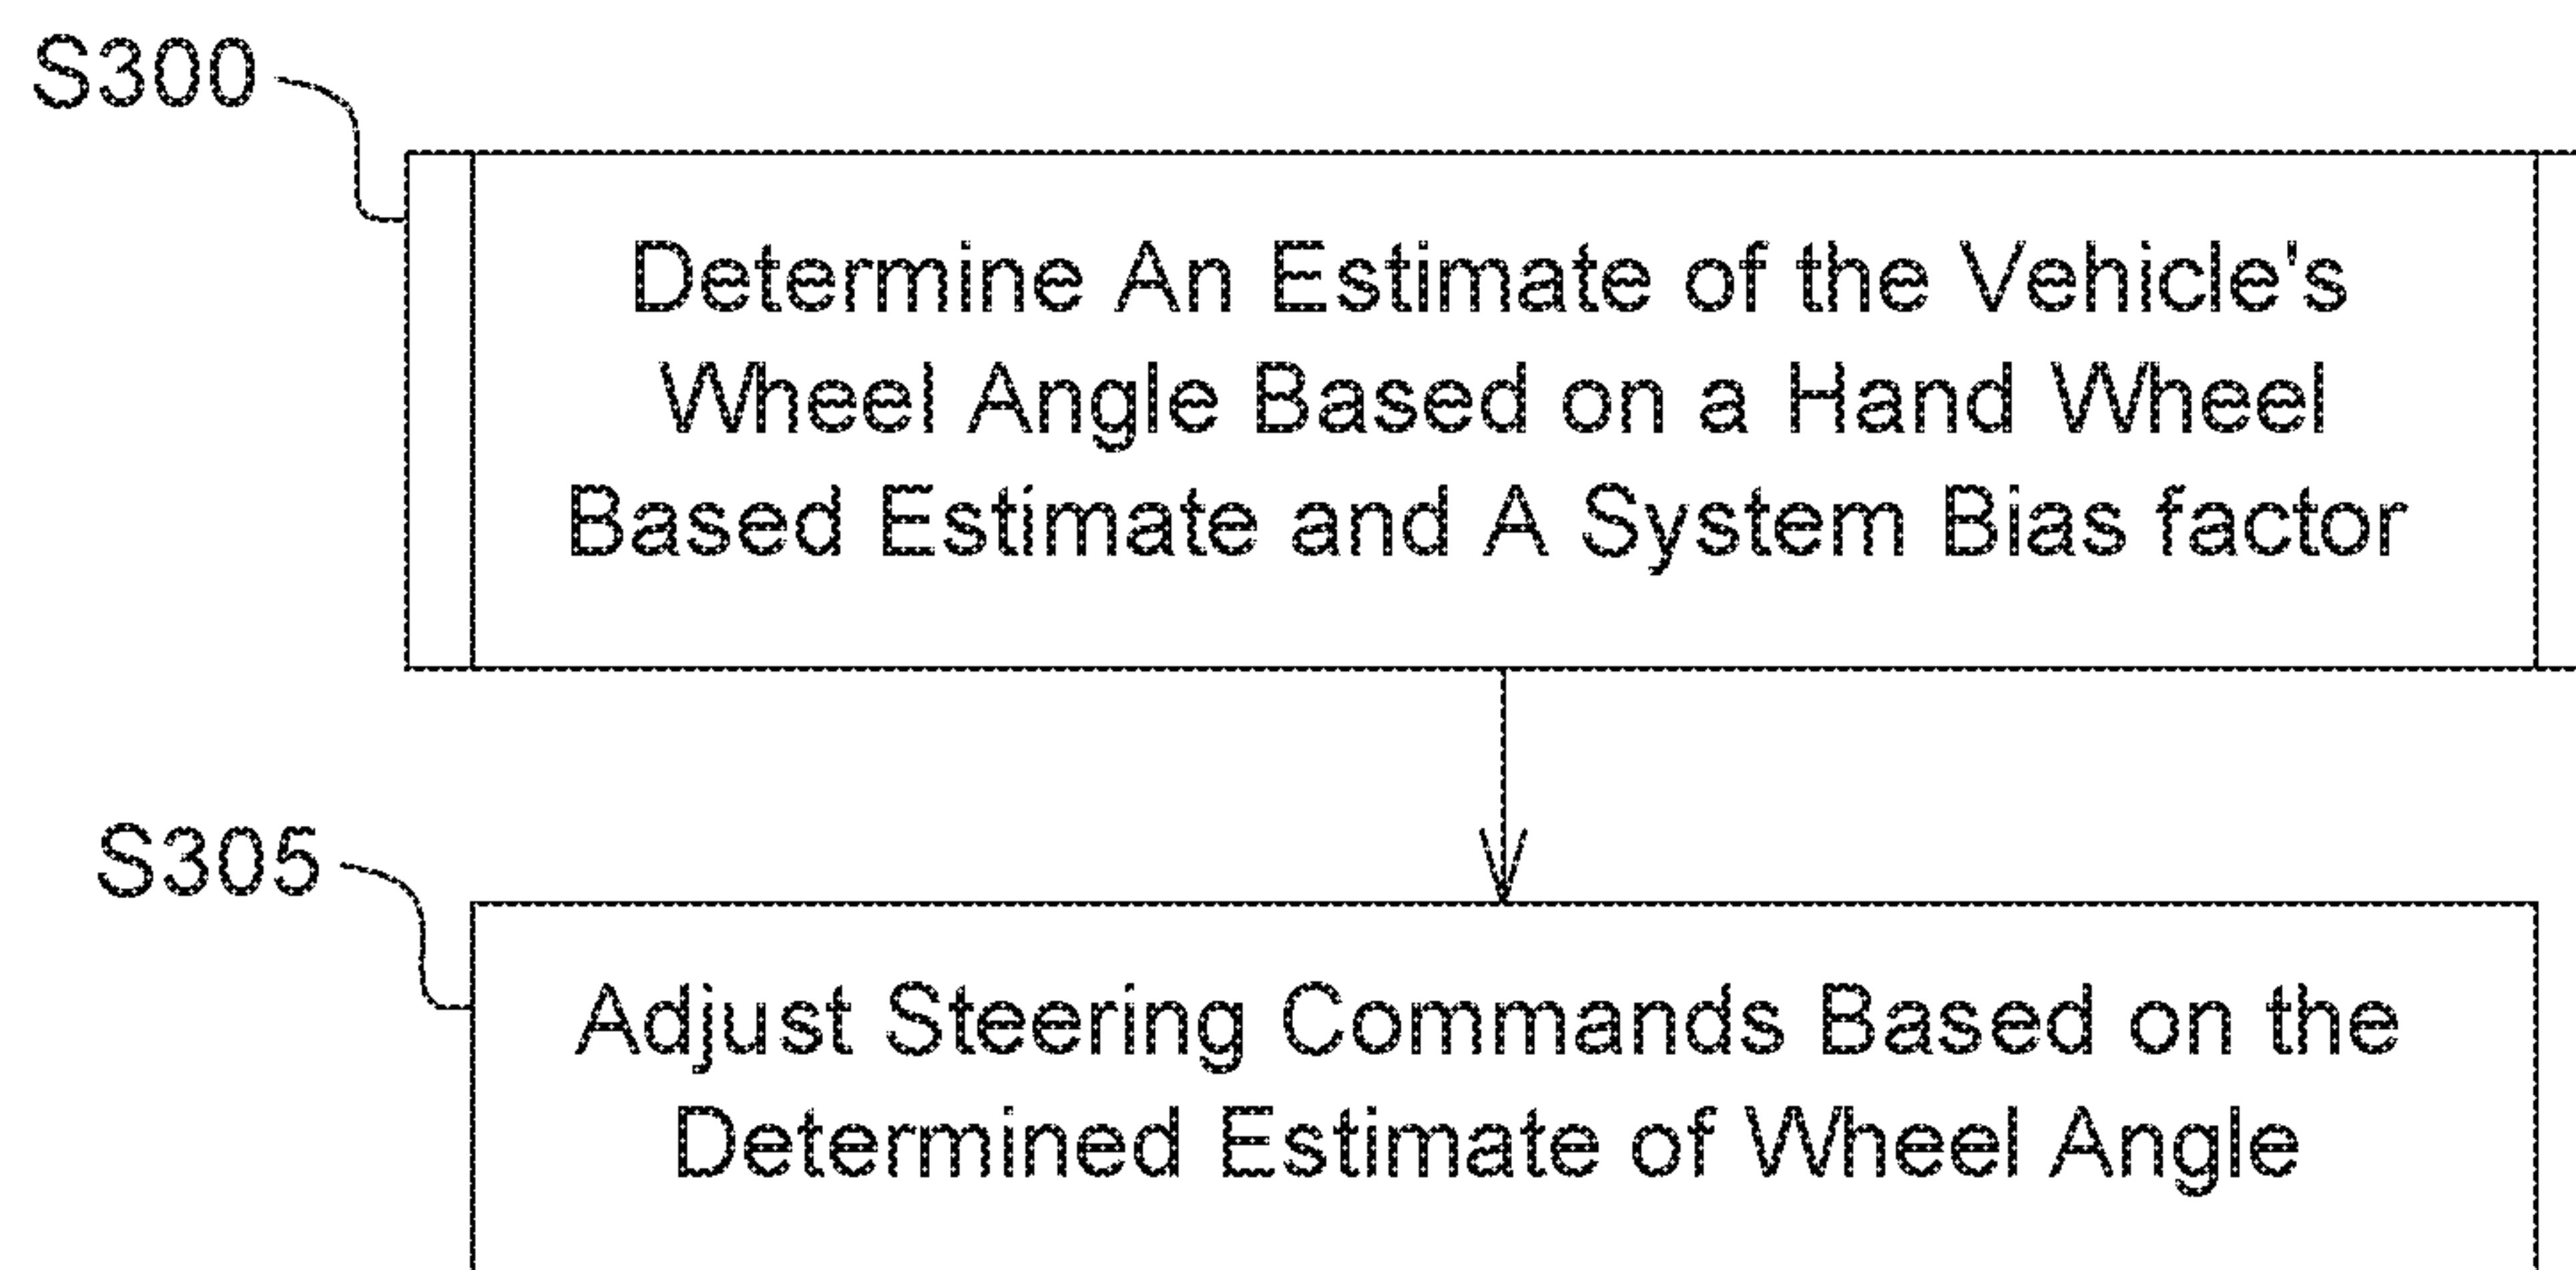 S300
Determine An Estimate of the Vehicle's
Wheel Angle Based on a Hand Wheel
Based Estimate and A System Bias factor
S305
Adjust Steering Commands Based on the
Determined Estimate of Wheel Angle